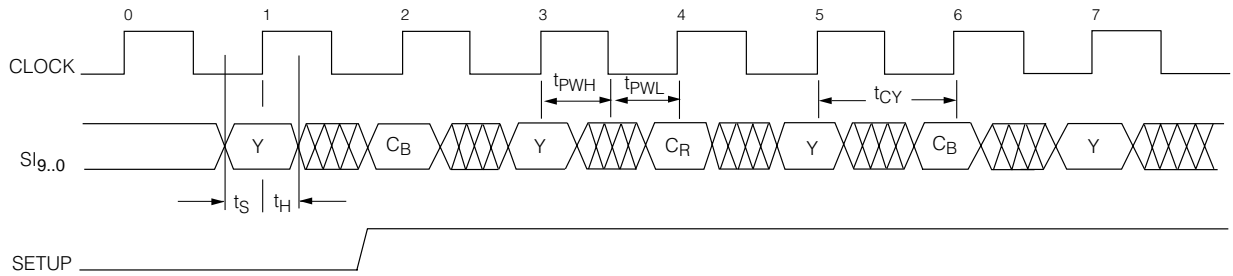 0 1 2 3 4 5 6 7
CLOCK
tPWH tPWL tCY
SI9..0 Y CB Y CR Y CB Y
tS tH
SETUP